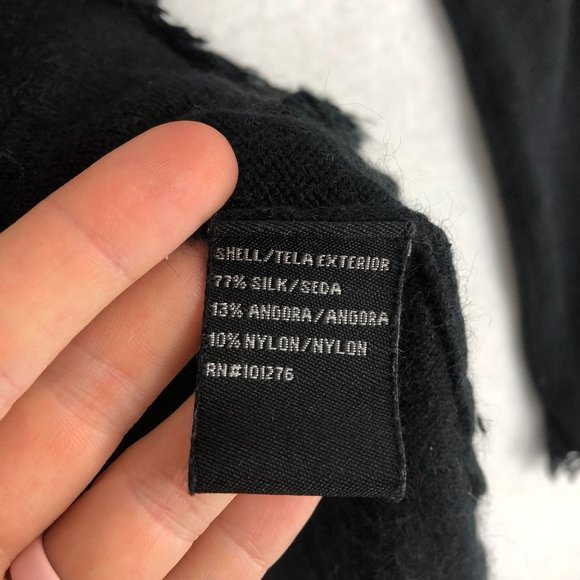 SHELL/TELA EXTERIOR
77% SILK/SEDA
13% ANGORA/ANGORA
10% NYLON/NYLON
RN#101276